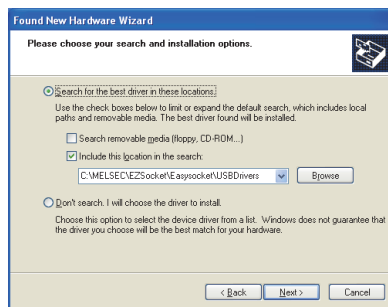 Found New Hardware Wizard
Please choose your search and installation options.
Search for the best driver in these locations.
Use the check boxes below to limit or expand the default search, which includes local
paths and removable media. The best driver found will be installed.
Search removable media (floppy, CD-ROM...)
Include this location in the search:
C:\MELSEC\EZSocket\Easysocket\USBDrivers
Browse
Don't search. I will choose the driver to install.
Choose this option to select the device driver from a list. Windows does not guarantee that
the driver you choose will be the best match for your hardware.
< Back
Next >
Cancel